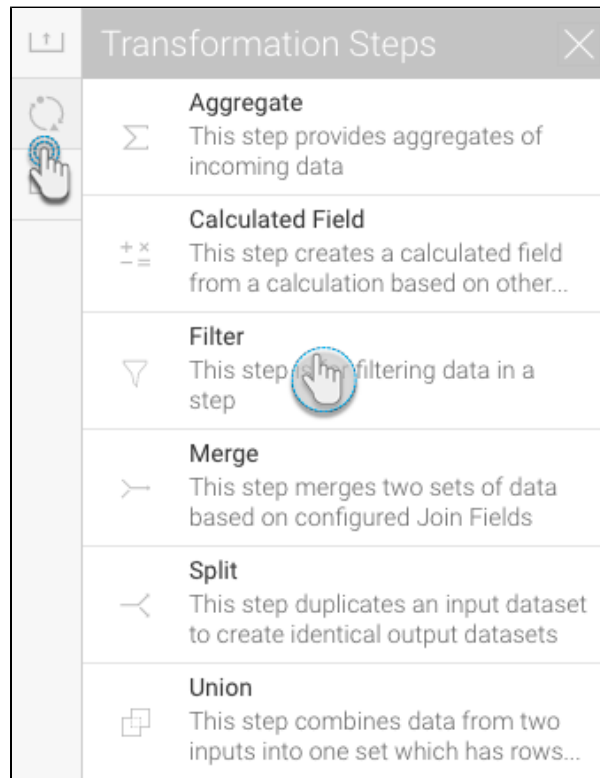 Transformation Steps
Aggregate
This step provides aggregates of
incoming data
Calculated Field
This step creates a calculated field
from a calculation based on other...
Filter
This step is for filtering data in a
step
Merge
This step merges two sets of data
based on configured Join Fields
Split
This step duplicates an input dataset
to create identical output datasets
Union
This step combines data from two
inputs into one set which has rows...